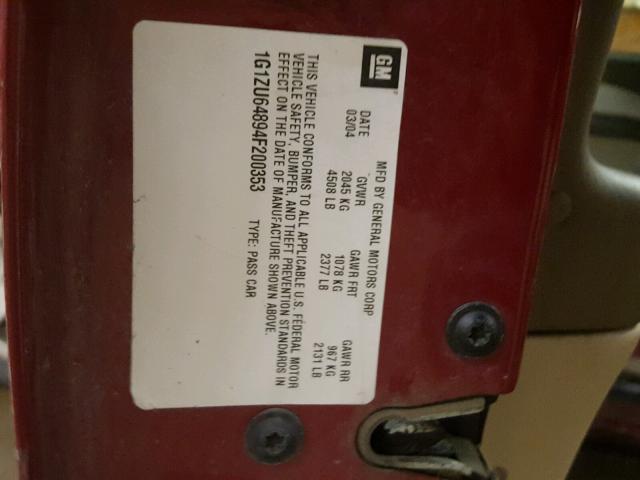 GM
MFD BY GENERAL MOTORS CORP
DATE GVWR GAWR FRT GAWR RR
03/04 2045 KG 1078 KG 967 KG
4508 LB 2377 LB 2131 LB
THIS VEHICLE CONFORMS TO ALL APPLICABLE U.S. FEDERAL MOTOR
VEHICLE SAFETY, BUMPER, AND THEFT PREVENTION STANDARDS IN
EFFECT ON THE DATE OF MANUFACTURE SHOWN ABOVE.
1G1ZU64894F200353 TYPE: PASS CAR